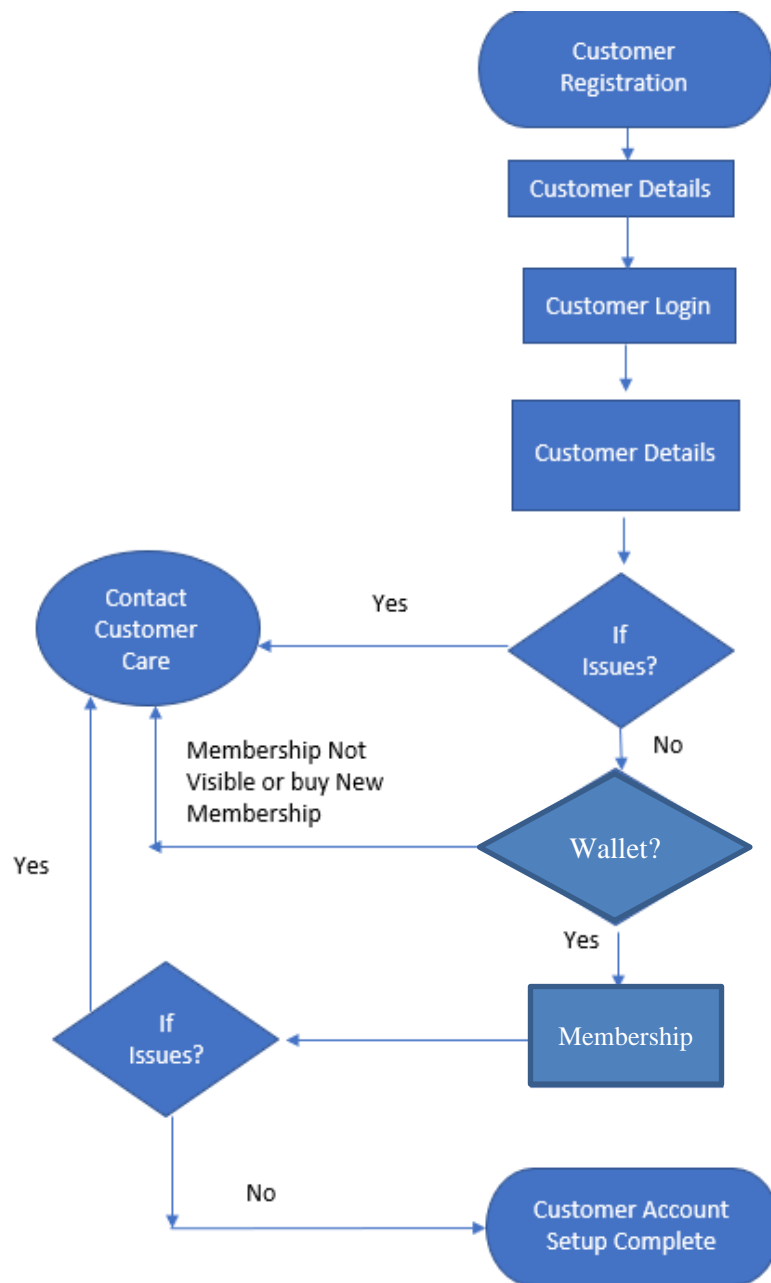 Customer
Registration
Customer Details
Customer Login
Customer Details
Contact
Customer
Care
Yes
If
Issues?
No
Membership Not
Visible or buy New
Membership
Wallet?
Yes
Yes
If
Issues?
Membership
No
Customer Account
Setup Complete